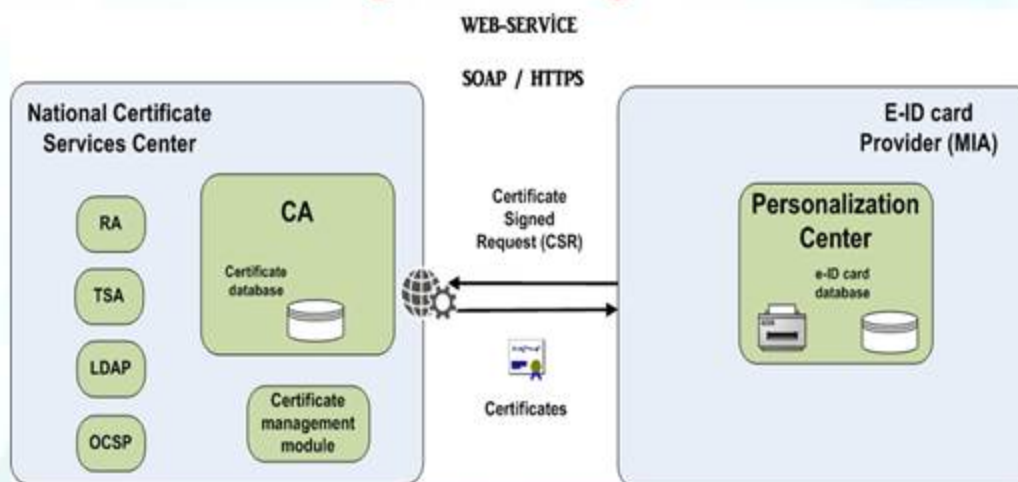 WEB-SERVİCE
SOAP / HTTPS
National Certificate
Services Center
RA
TSA
LDAP
OCSP
CA
Certificate
database
Certificate
management
module
Certificate
Signed
Request (CSR)
Certificates
E-ID card
Provider (MIA)
Personalization
Center
e-ID card
database